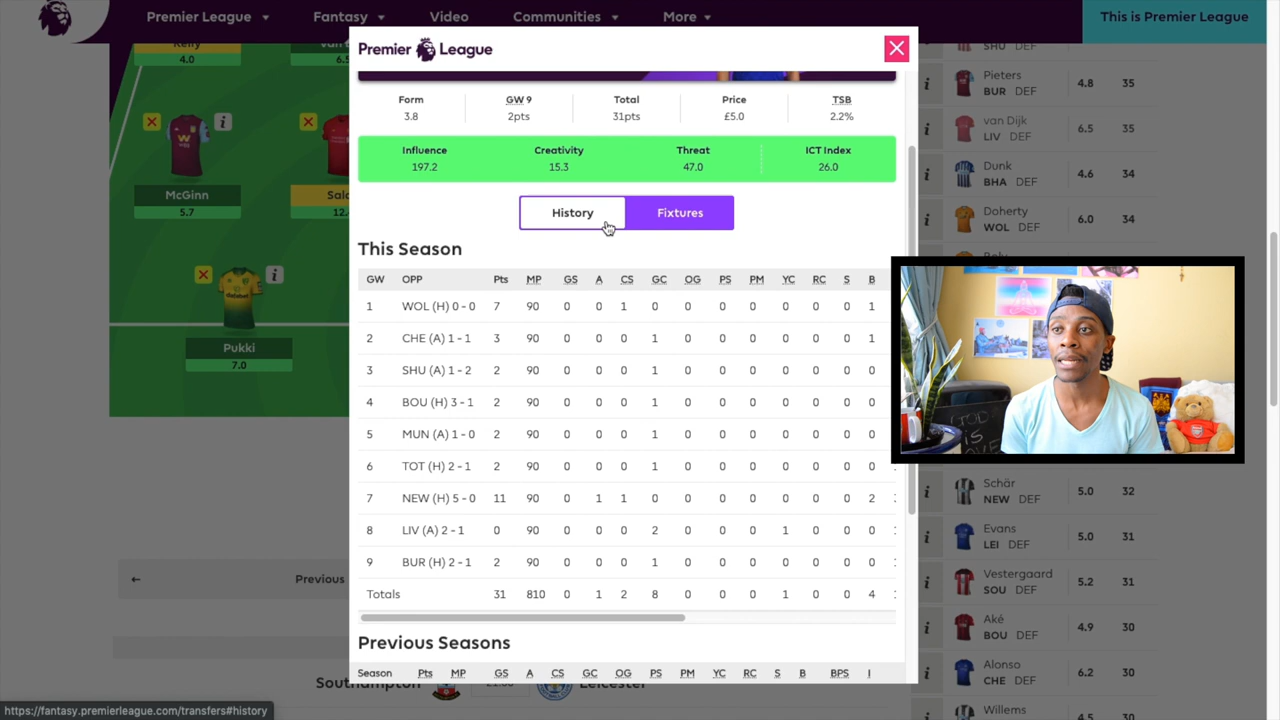 Premier League Fantasy Video Communities More This is Premier League
Premier League
Kelly
4.0
6.5
McGinn
5.7
Sala
12.
Pukki
7.0
← Previous
Form GW 9 Total Price TSB
3.8 2pts 31pts £5.0 2.2%
Influence Creativity Threat ICT Index
197.2 15.3 47.0 26.0
History Fixtures
This Season
GW OPP Pts MP GS A CS GC OG PS PM YC RC S B
1 WOL (H) 0 - 0 7 90 0 0 1 0 0 0 0 0 0 0 1
2 CHE (A) 1 - 1 3 90 0 0 0 1 0 0 0 0 0 0 1
3 SHU (A) 1 - 2 2 90 0 0 0 1 0 0 0 0 0 0 0
4 BOU (H) 3 - 1 2 90 0 0 0 1 0 0 0 0 0 0 0
5 MUN (A) 1 - 0 2 90 0 0 0 1 0 0 0 0 0 0 0
6 TOT (H) 2 - 1 2 90 0 0 0 1 0 0 0 0 0 0 0
7 NEW (H) 5 - 0 11 90 0 1 1 0 0 0 0 0 0 0 2
8 LIV (A) 2 - 1 0 90 0 0 0 2 0 0 0 1 0 0 0
9 BUR (H) 2 - 1 2 90 0 0 0 1 0 0 0 0 0 0 0
Totals 31 810 0 1 2 8 0 0 0 1 0 0 4
Previous Seasons
Season Pts MP GS A CS GC OG PS PM YC RC S B BPS I
Southampton Leicester
SHU DEF
Pieters 4.8 35
BUR DEF
van Dijk 6.5 35
LIV DEF
Dunk 4.6 34
BHA DEF
Doherty 6.0 34
WOL DEF
Schär 5.0 32
NEW DEF
Evans 5.0 31
LEI DEF
Vestergaard 5.2 31
SOU DEF
Aké 4.9 30
BOU DEF
Alonso 6.2 30
CHE DEF
Willems 4.5 30
https://fantasy.premierleague.com/transfers#history